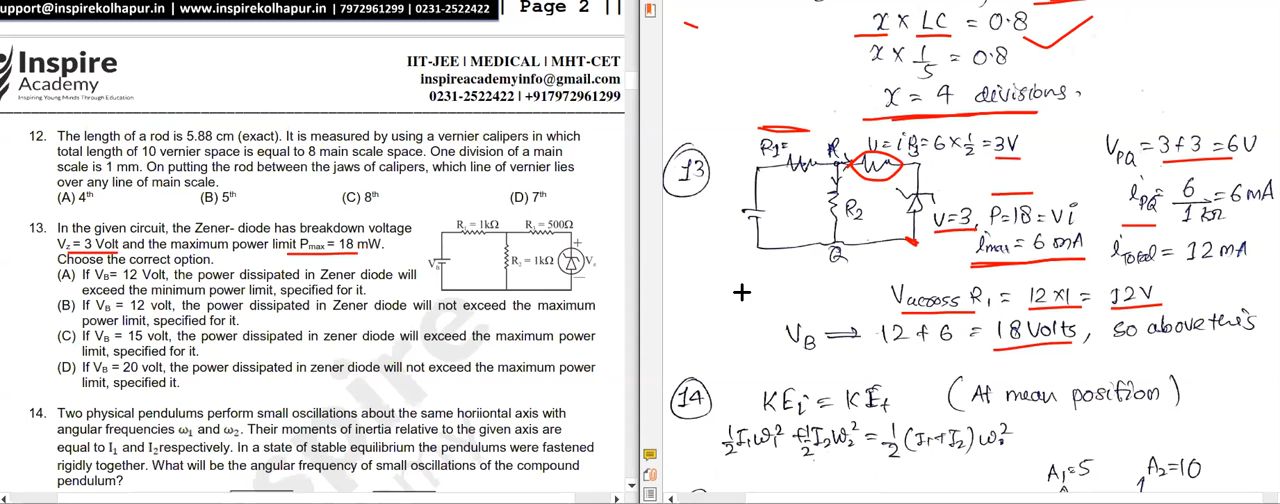 upport@inspirekolhapur.in | www.inspirekolhapur.in | 7972961399 | 0231-2522422 | Page 2 ||
Inspire
Academy
Inspiring Young Minds Through Education
IIT-JEE | MEDICAL | MHT-CET
inspireacademyinfo@gmail.com
0231-2522422 | +917972961299
12. The length of a rod is 5.88 cm (exact). It is measured by using a vernier calipers in which
total length of 10 vernier space is equal to 8 main scale space. One division of a main
scale is 1 mm. On putting the rod between the jaws of calipers, which line of vernier lies
over any line of main scale.
(A) 4th (B) 5th (C) 8th (D) 7th
13. In the given circuit, the Zener- diode has breakdown voltage
Vz = 3 Volt and the maximum power limit Pmax = 18 mW.
Choose the correct option.
(A) If VB= 12 Volt, the power dissipated in Zener diode will
exceed the minimum power limit, specified for it.
(B) If VB = 12 volt, the power dissipated in Zener diode will not exceed the maximum
power limit, specified for it.
(C) If VB = 15 volt, the power dissipated in zener diode will exceed the maximum power
limit, specified for it.
(D) If VB = 20 volt, the power dissipated in zener diode will not exceed the maximum power
limit, specified it.
R1 = 1kΩ = 500Ω
R2 = 1kΩ
14. Two physical pendulums perform small oscillations about the same horiiontal axis with
angular frequencies ω1 and ω2. Their moments of inertia relative to the given axis are
equal to I1 and I2respectively. In a state of stable equilibrium the pendulums were fastened
rigidly together. What will be the angular frequency of small oscillations of the compound
pendulum?
x × LC = 0.8
x × 1/5 = 0.8
x = 4 divisions.
13
R1= = 6 × 1/2 = 3V
R2
Q
V=3, P=18=Vi
imax = 6 mA
VPQ = 3+3 = 6V
iPQ = 6/1kΩ = 6 mA
iTotal = 12 mA
Vacross R1 = 12×1 = 12V
VB ⟹ 12 + 6 = 18 Volts, so above this
14
KEi = KEf (At mean position)
1/2 I1ω1² + 1/2 I2ω2² = 1/2 (I1+I2) ω²
A1=5 A2=10